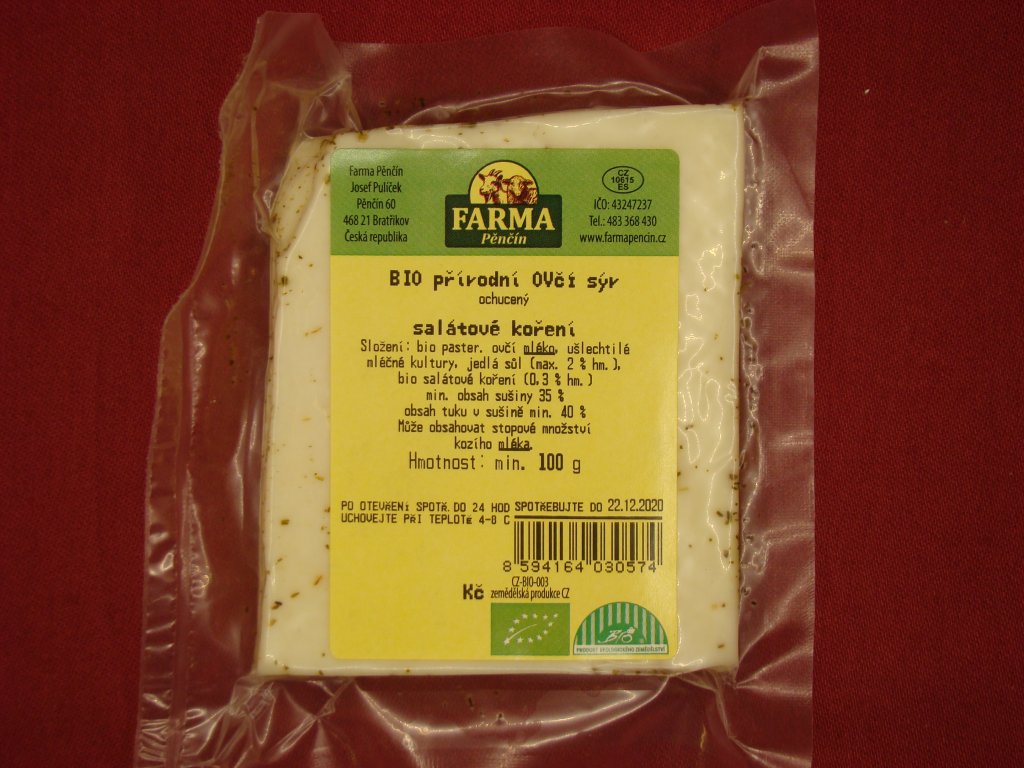 Farma Pěnčín
Josef Pulíček
Pěnčín 60
468 21 Bratříkov
Česká republika
FARMA
Pěnčín
CZ
10615
ES
IČO: 43247237
Tel.: 483 368 430
www.farmapencin.cz
BIO přírodní OVčí sýr
ochucený
salátové koření
Složení: bio paster. ovčí mléko, ušlechtilé
mléčné kultury, jedlá sůl (max. 2 % hm.),
bio salátové koření (0,3 % hm.)
min. obsah sušiny 35 %
obsah tuku v sušině min. 40 %
Může obsahovat stopové množství
kozího mléka.
Hmotnost: min. 100 g
PO OTEVŘENÍ SPOTŘ. DO 24 HOD
UCHOVEJTE PŘI TEPLOTě 4-8 C
SPOTŘEBUJTE DO 22.12.2020
8 594164 030574
Kč
CZ-BIO-003
zemědělská produkce CZ
BIO
PRODUKT EKOLOGICKÉHO ZEMĚDĚLSTVÍ